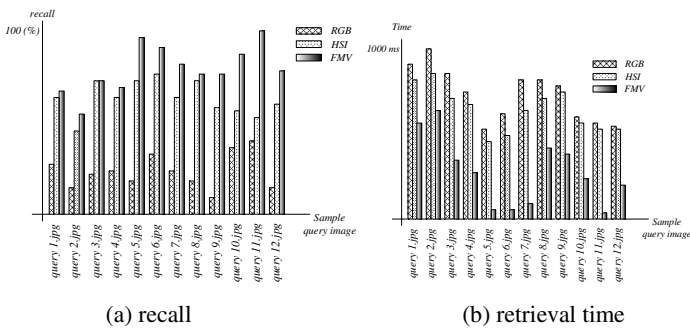 recall
100 (%)
RGB
HSI
FMV
query 1.jpg
query 2.jpg
query 3.jpg
query 4.jpg
query 5.jpg
query 6.jpg
query 7.jpg
query 8.jpg
query 9.jpg
query 10.jpg
query 11.jpg
query 12.jpg
Sample
query image
(a) recall
Time
1000 ms
RGB
HSI
FMV
query 1.jpg
query 2.jpg
query 3.jpg
query 4.jpg
query 5.jpg
query 6.jpg
query 7.jpg
query 8.jpg
query 9.jpg
query 10.jpg
query 11.jpg
query 12.jpg
Sample
query image
(b) retrieval time